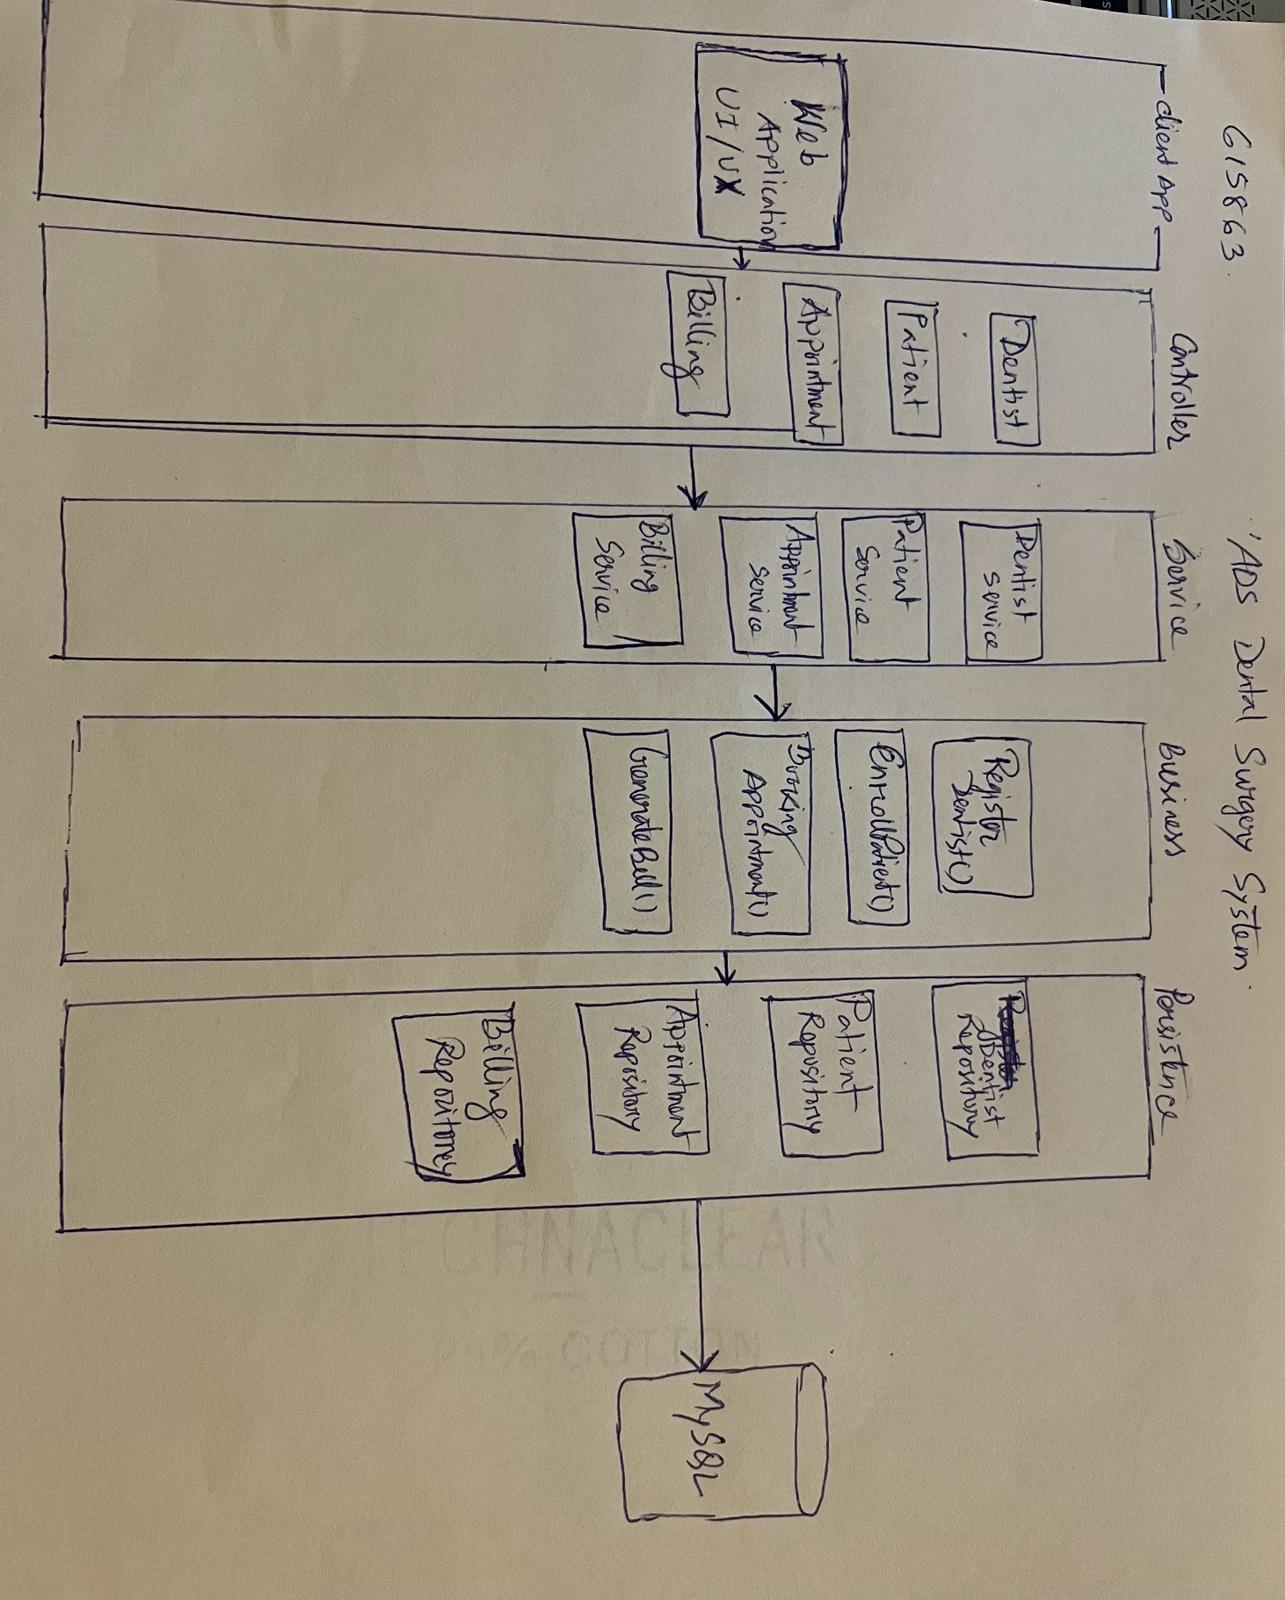 615863
'ADS Dental Surgery System
client App
Controller
Service
Business
Persistence
Web
Application
UI/UX
Dentist
Patient
Appointment
Billing
Dentist
Service
Patient
Service
Appointment
Service
Billing
Service
Register
Dentist()
EnrollPatient()
Booking
Appointment()
GenerateBell()
Register
Dentist
Repository
Patient
Repository
Appointment
Repository
Billing
Repositorey
MySQL